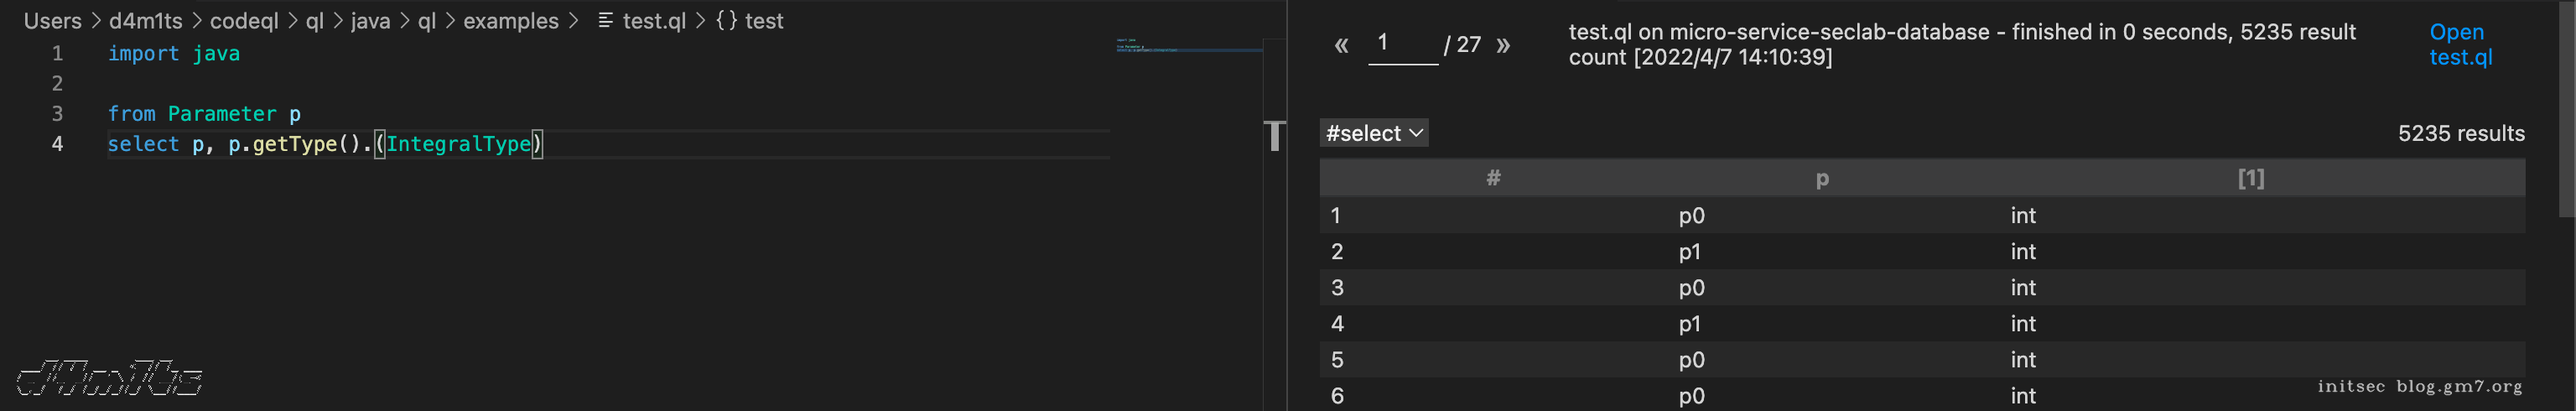 Users > d4m1ts > codeql > ql > java > ql > examples > test.ql > {} test
1 import java
2
3 from Parameter p
4 select p, p.getType().(IntegralType)
« 1 / 27 »
test.ql on micro-service-seclab-database - finished in 0 seconds, 5235 result
count [2022/4/7 14:10:39]
Open
test.ql
#select
5235 results
# p [1]
1 p0 int
2 p1 int
3 p0 int
4 p1 int
5 p0 int
6 p0 int
d4m1ts
initsec blog.gm7.org